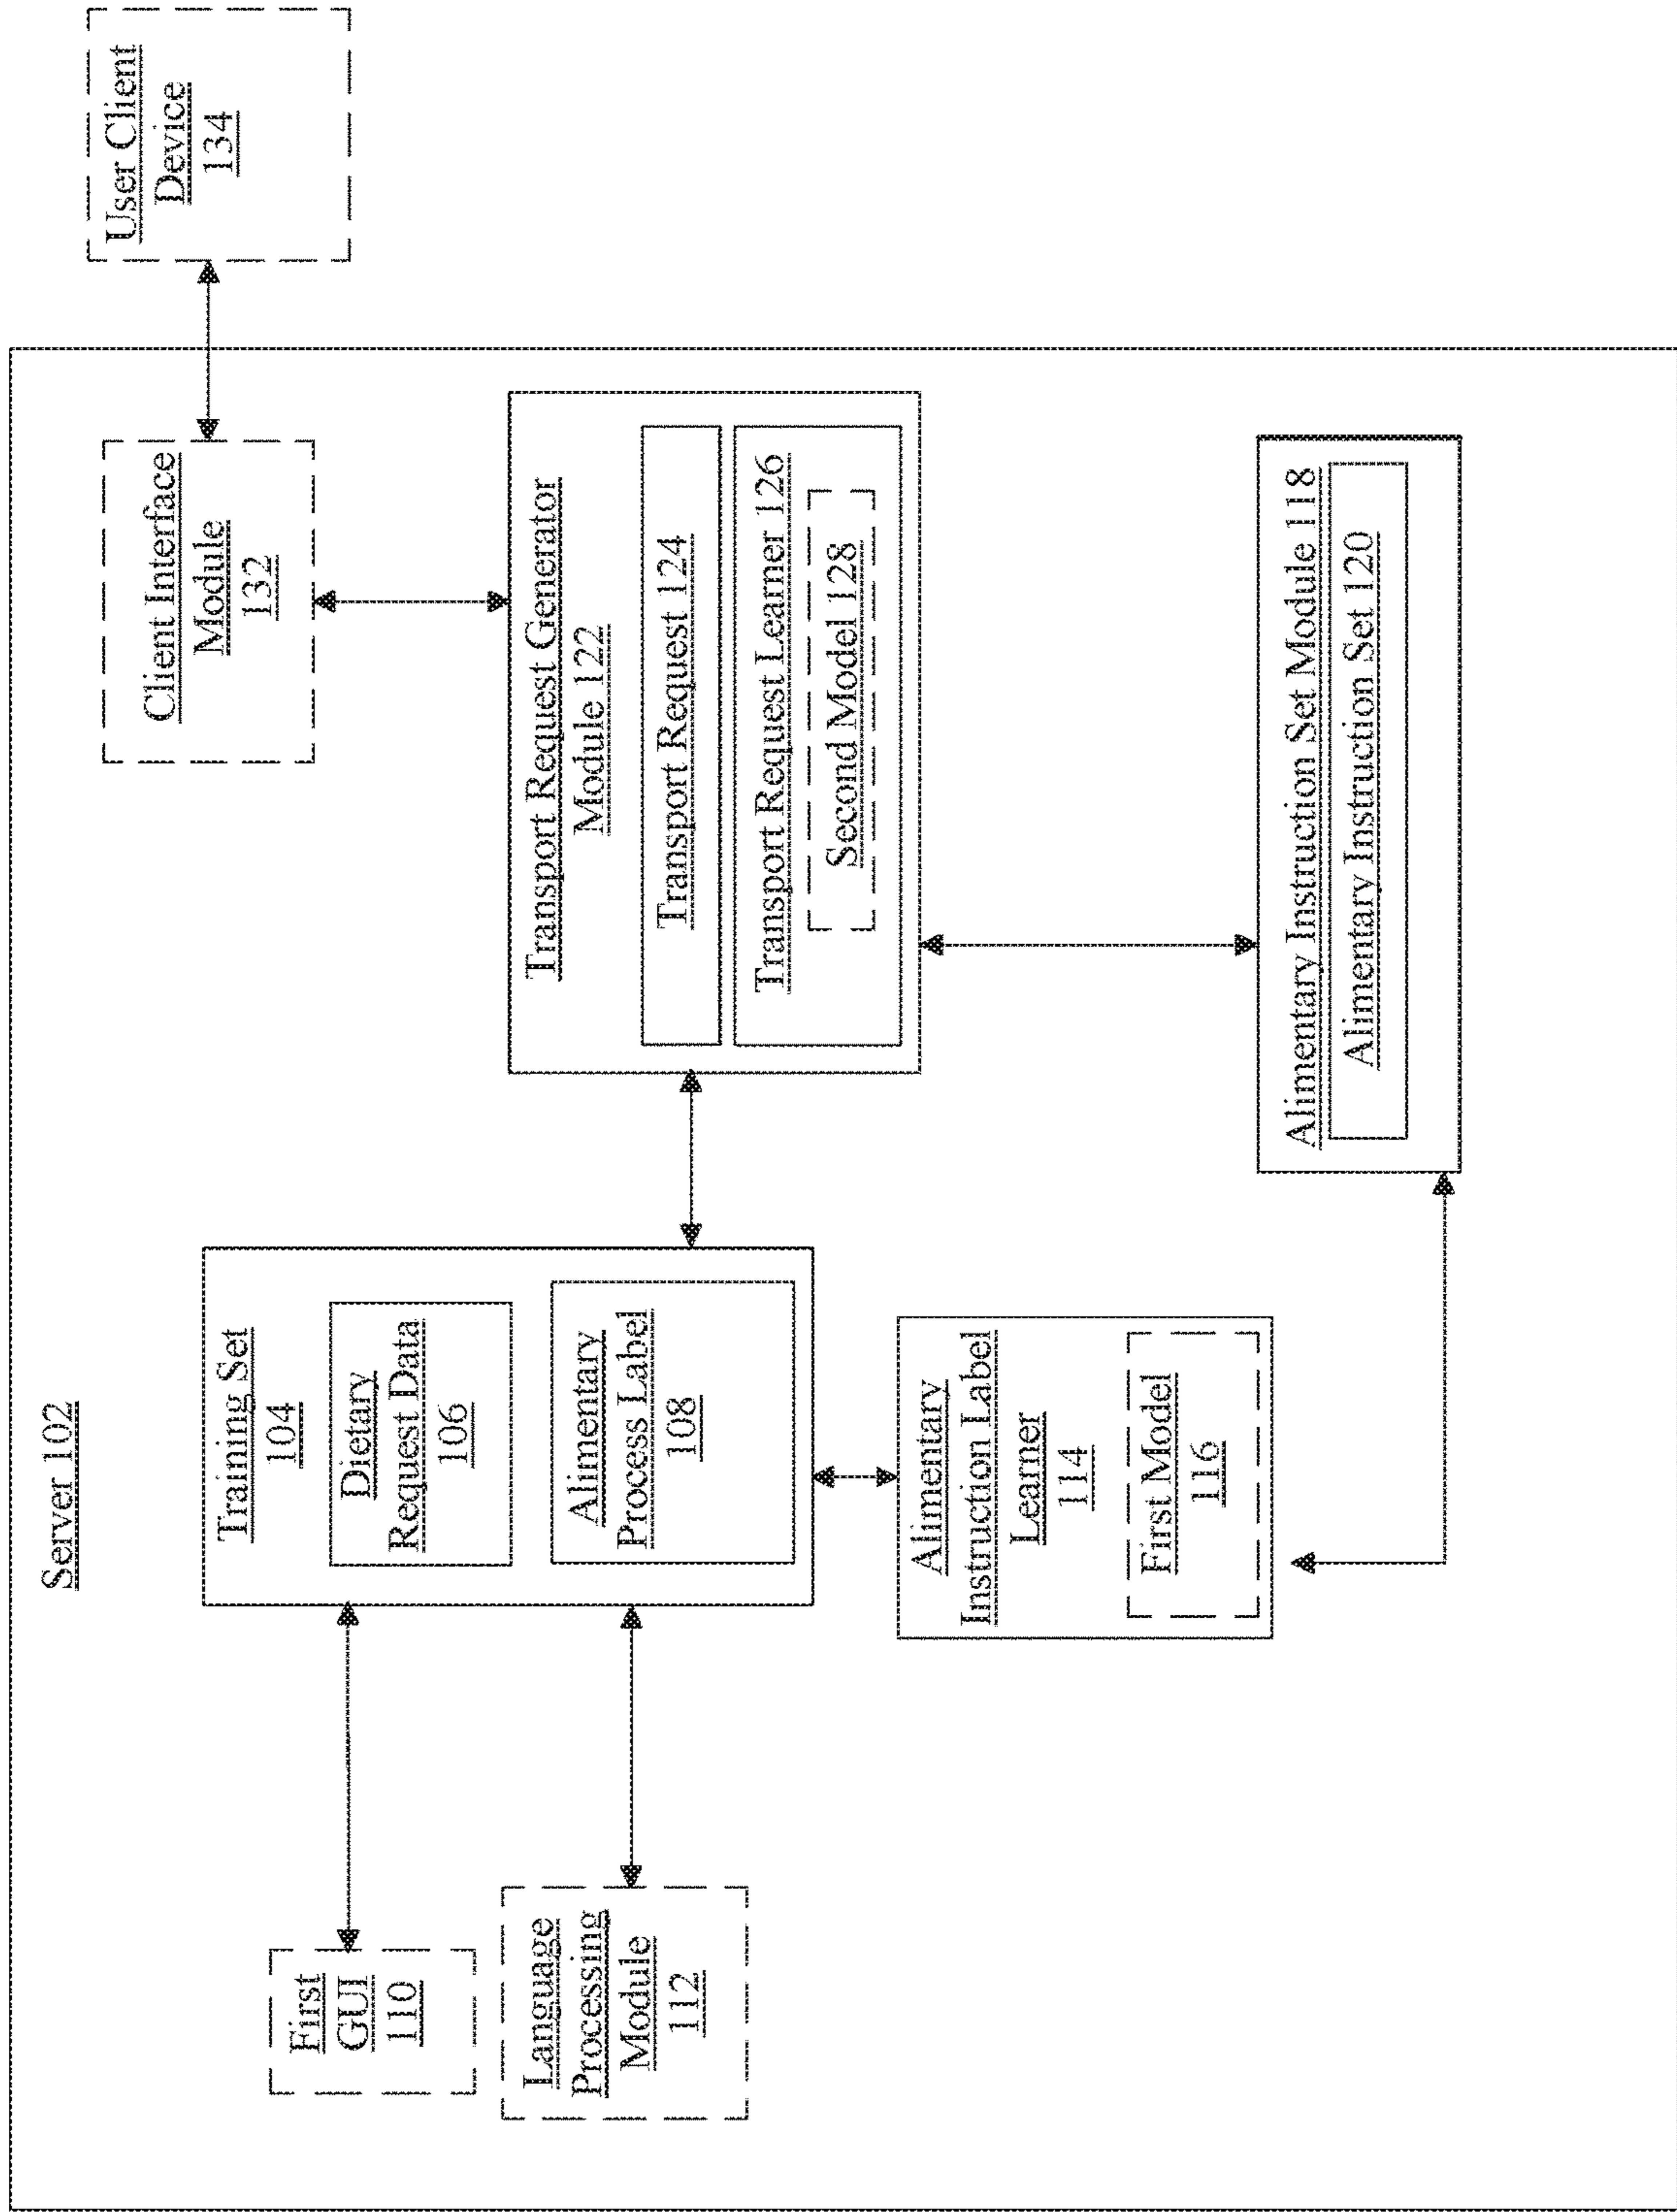 Server 102
First
GUI
110
Language
Processing
Module
112
Training Set
104
Dietary
Request Data
106
Alimentary
Process Label
108
Alimentary
Instruction Label
Learner
114
First Model
116
Client Interface
Module
132
User Client
Device
134
Transport Request Generator
Module 122
Transport Request 124
Transport Request Learner 126
Second Model 128
Alimentary Instruction Set Module 118
Alimentary Instruction Set 120